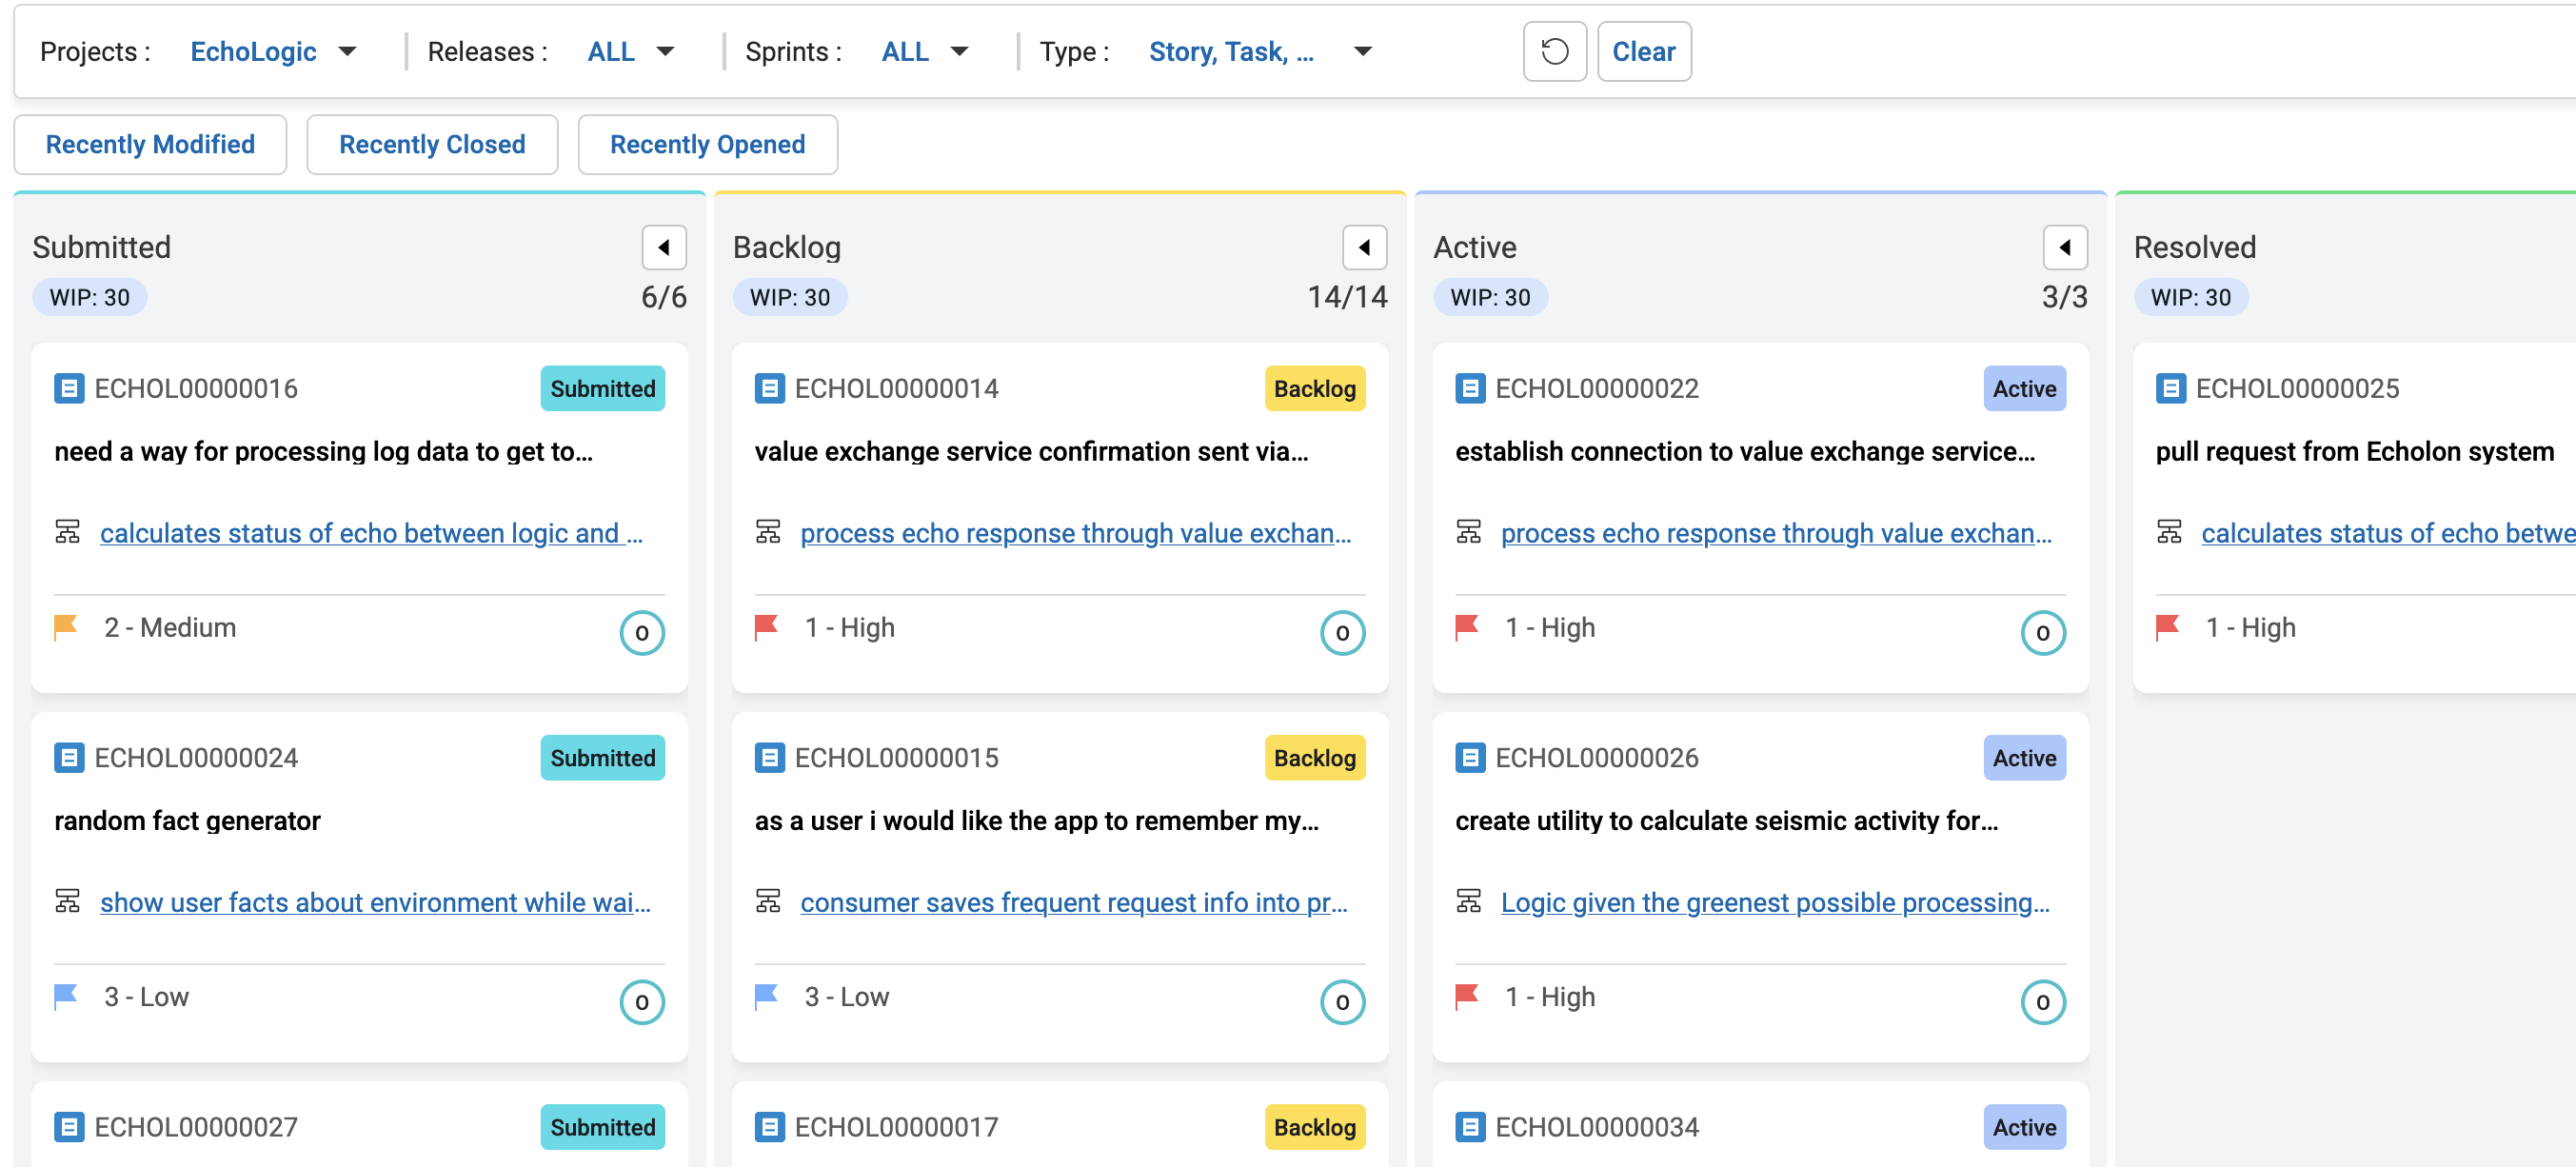 Projects : EchoLogic Releases : ALL Sprints : ALL Type : Story, Task, ... Clear
Recently Modified Recently Closed Recently Opened
Submitted
WIP: 30 6/6
ECHOL00000016 Submitted
need a way for processing log data to get to...
calculates status of echo between logic and ...
2 - Medium 0
ECHOL00000024 Submitted
random fact generator
show user facts about environment while wai...
3 - Low 0
ECHOL00000027 Submitted
Backlog
WIP: 30 14/14
ECHOL00000014 Backlog
value exchange service confirmation sent via...
process echo response through value exchan...
1 - High 0
ECHOL00000015 Backlog
as a user i would like the app to remember my...
consumer saves frequent request info into pr...
3 - Low 0
ECHOL00000017 Backlog
Active
WIP: 30 3/3
ECHOL00000022 Active
establish connection to value exchange service...
process echo response through value exchan...
1 - High 0
ECHOL00000026 Active
create utility to calculate seismic activity for...
Logic given the greenest possible processing...
1 - High 0
ECHOL00000034 Active
Resolved
WIP: 30
ECHOL00000025
pull request from Echolon system
calculates status of echo betwe
1 - High